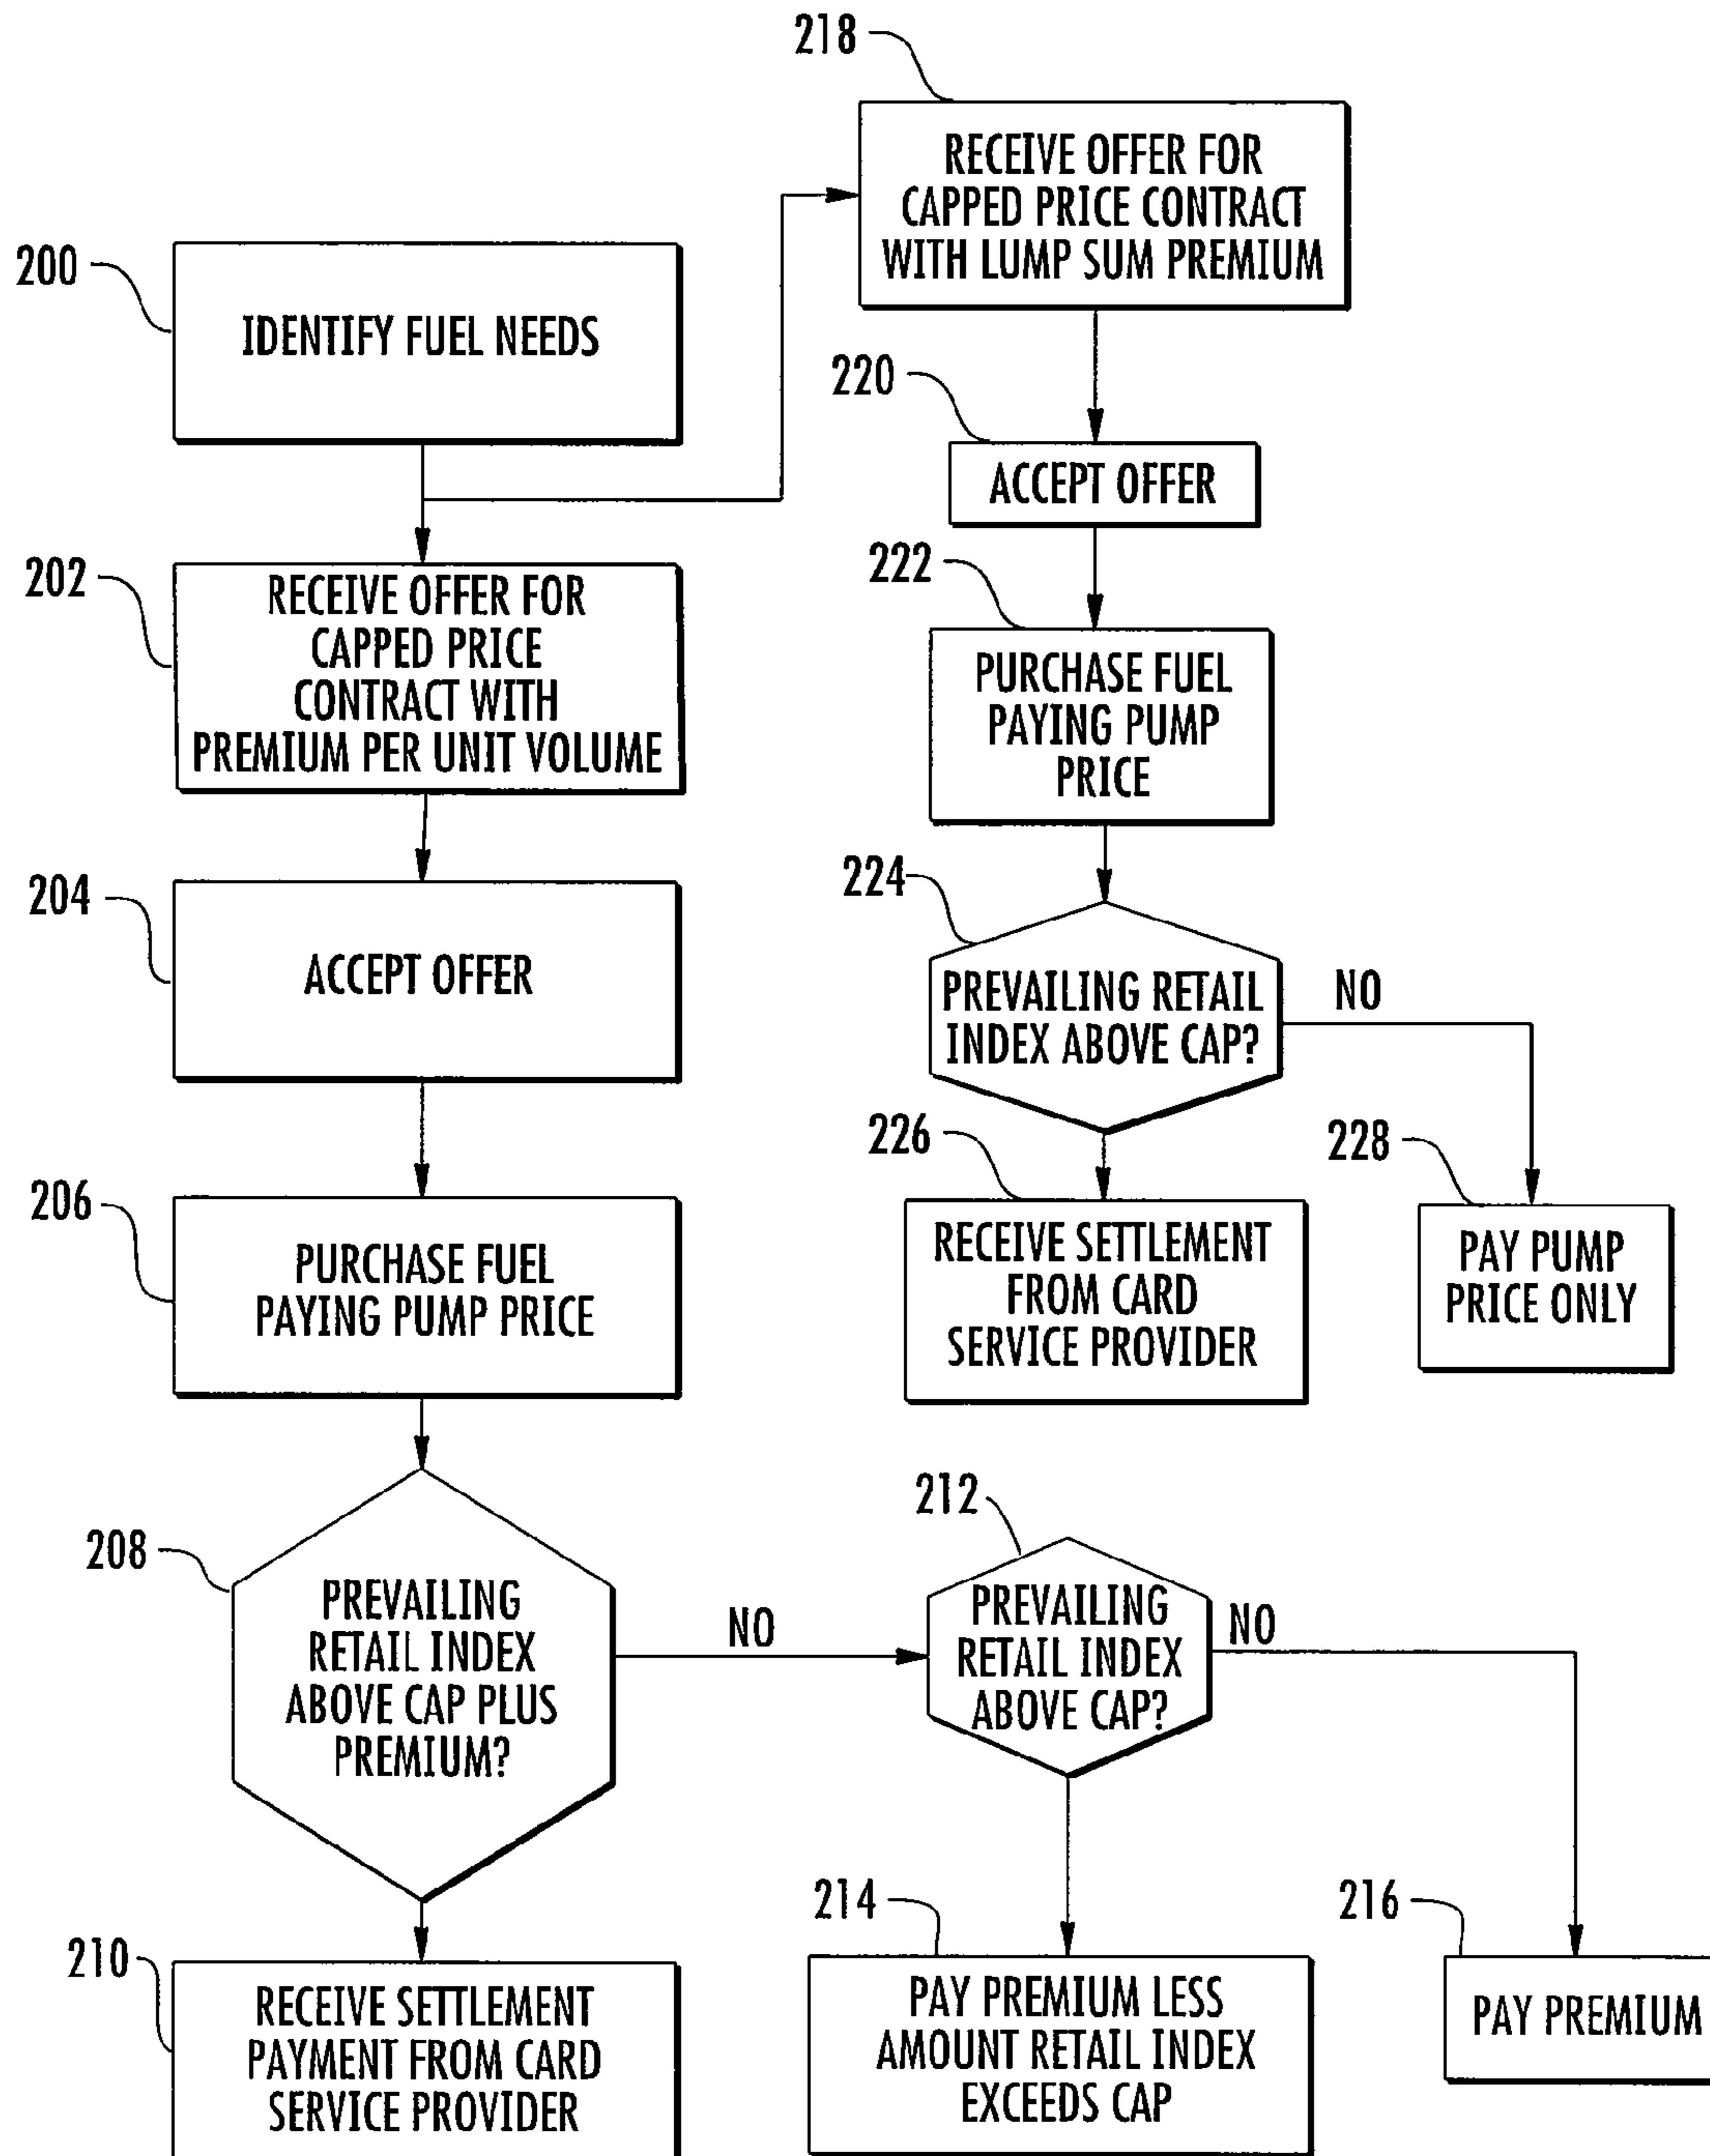 218
RECEIVE OFFER FOR
CAPPED PRICE CONTRACT
WITH LUMP SUM PREMIUM
200
IDENTIFY FUEL NEEDS
220
ACCEPT OFFER
202
RECEIVE OFFER FOR
CAPPED PRICE
CONTRACT WITH
PREMIUM PER UNIT VOLUME
222
PURCHASE FUEL
PAYING PUMP
PRICE
204
ACCEPT OFFER
224
PREVAILING RETAIL
INDEX ABOVE CAP?
NO
206
PURCHASE FUEL
PAYING PUMP PRICE
226
RECEIVE SETTLEMENT
FROM CARD
SERVICE PROVIDER
228
PAY PUMP
PRICE ONLY
208
PREVAILING
RETAIL INDEX
ABOVE CAP PLUS
PREMIUM?
NO
212
PREVAILING
RETAIL INDEX
ABOVE CAP?
NO
210
RECEIVE SETTLEMENT
PAYMENT FROM CARD
SERVICE PROVIDER
214
PAY PREMIUM LESS
AMOUNT RETAIL INDEX
EXCEEDS CAP
216
PAY PREMIUM